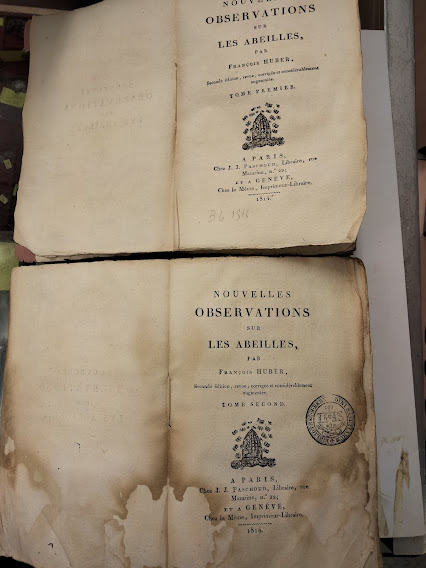 NOUVELLES
OBSERVATIONS
SUR
LES ABEILLES,
PAR
FRANÇOIS HUBER,
Seconde édition, revue, corrigée et considérablement
augmentée.
TOME PREMIER.
A PARIS,
Chez J. J. PASCHOUD, Libraire, rue
Mazarine, n.° 22;
ET A GENÈVE,
Chez le Même, Imprimeur-Libraire.
1814.
NOUVELLES
OBSERVATIONS
SUR
LES ABEILLES,
PAR
FRANÇOIS HUBER,
Seconde édition, revue, corrigée et considérablement
augmentée.
TOME SECOND.
A PARIS,
Chez J. J. PASCHOUD, Libraire, rue
Mazarine, n.° 22;
ET A GENÈVE,
Chez le Même, Imprimeur-Libraire.
1814.